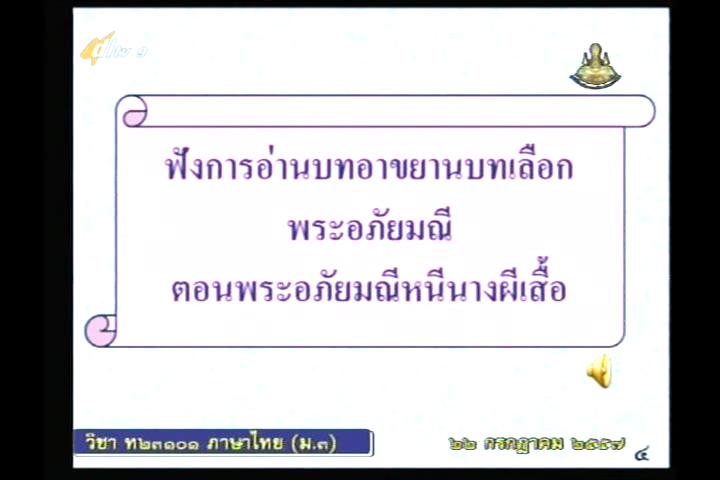 ฟังการอ่านบทอาขยานบทเลือก
พระอภัยมณี
ตอนพระอภัยมณีหนีนางผีเสื้อ
วิชา ท๒๓๑๐๑ ภาษาไทย (ม.๓)
๒๒ กรกฎาคม ๒๕๕๗
๔